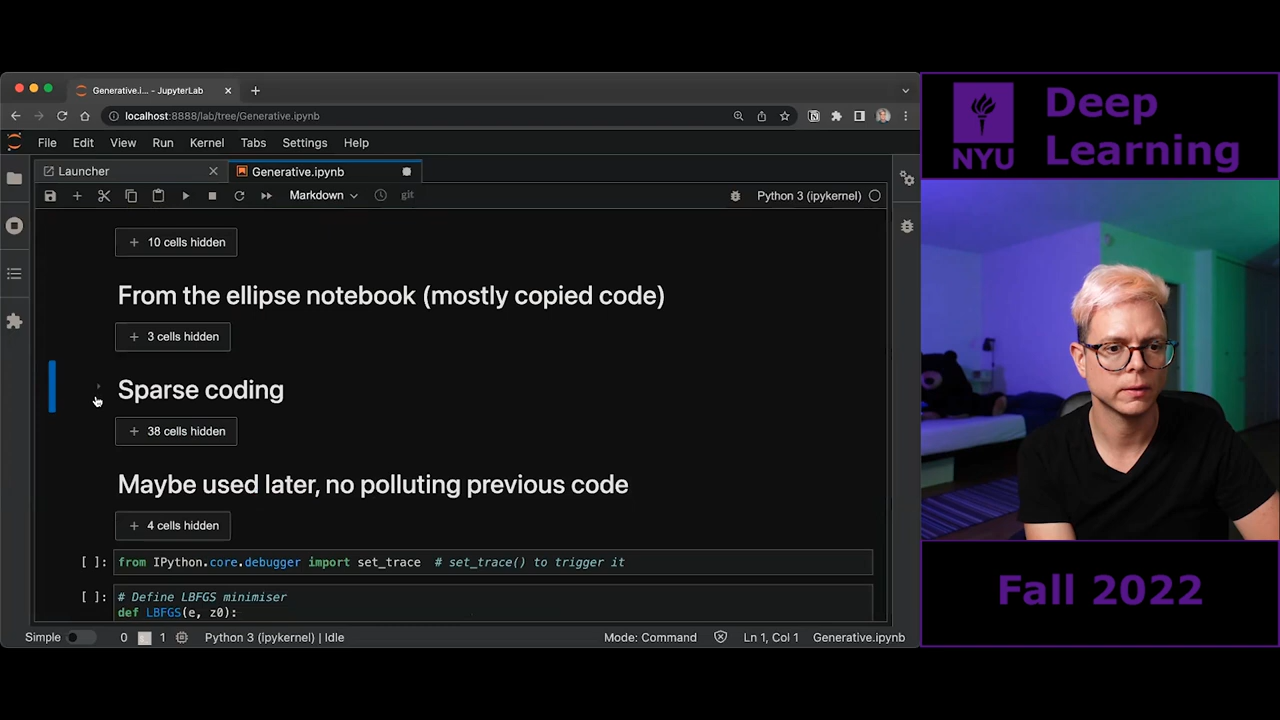 Generative.i... - JupyterLab
localhost:8888/lab/tree/Generative.ipynb
File Edit View Run Kernel Tabs Settings Help
Launcher
Generative.ipynb
Markdown
git
Python 3 (ipykernel)
10 cells hidden
From the ellipse notebook (mostly copied code)
3 cells hidden
Sparse coding
38 cells hidden
Maybe used later, no polluting previous code
4 cells hidden
[ ]: from IPython.core.debugger import set_trace # set_trace() to trigger it
[ ]: # Define LBFGS minimiser
def LBFGS(e, z0):
Simple 0 1 Python 3 (ipykernel) | Idle Mode: Command Ln 1, Col 1 Generative.ipynb
NYU
Deep
Learning
Fall 2022